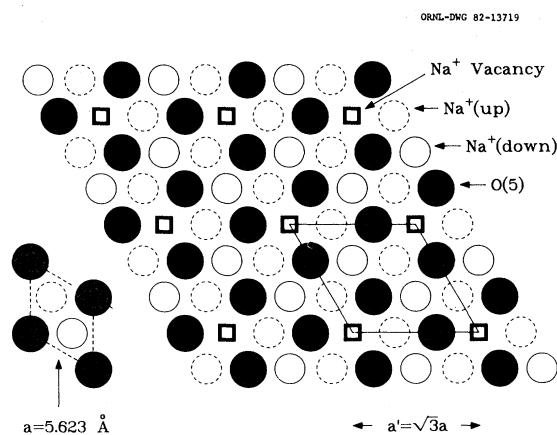 ORNL-DWG 82-13719
Na⁺ Vacancy
Na⁺(up)
Na⁺(down)
O(5)
a=5.623 Å
a'=√3a